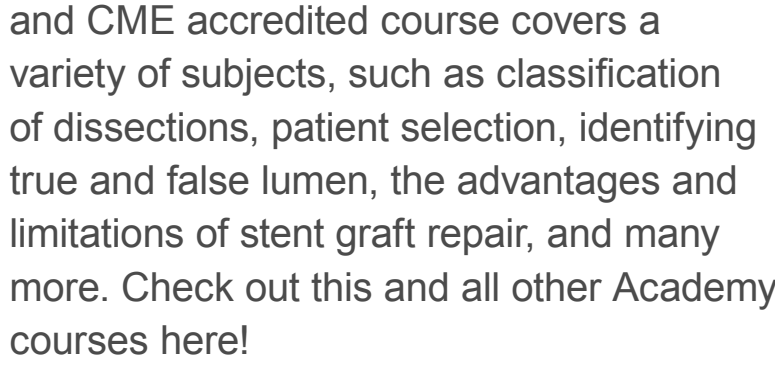 and CME accredited course covers a
variety of subjects, such as classification
of dissections, patient selection, identifying
true and false lumen, the advantages and
limitations of stent graft repair, and many
more. Check out this and all other Academy
courses here!